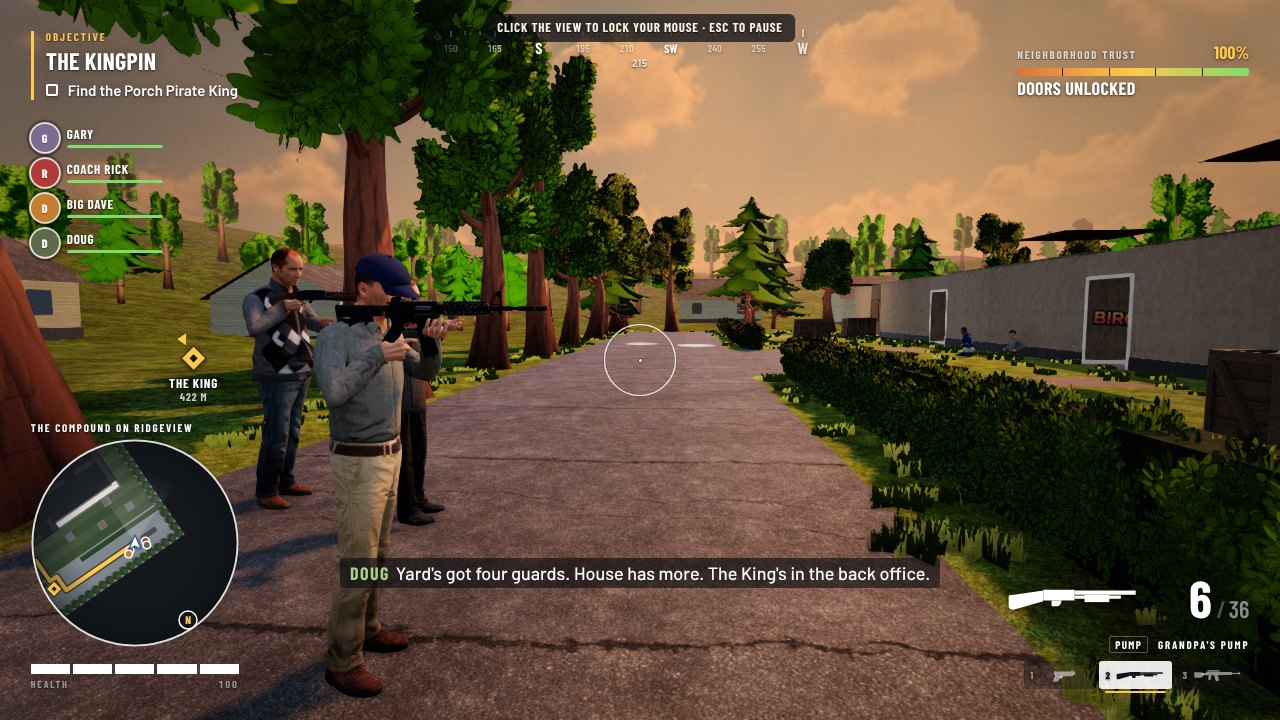 CLICK THE VIEW TO LOCK YOUR MOUSE · ESC TO PAUSE
150 165 S 195 210 SW 240 255 W
215
OBJECTIVE
THE KINGPIN
Find the Porch Pirate King
NEIGHBORHOOD TRUST 100%
DOORS UNLOCKED
G GARY
R COACH RICK
D BIG DAVE
D DOUG
THE KING
422 M
THE COMPOUND ON RIDGEVIEW
N
DOUG Yard's got four guards. House has more. The King's in the back office.
6 / 36
PUMP GRANDPA'S PUMP
1 2 3
HEALTH 100